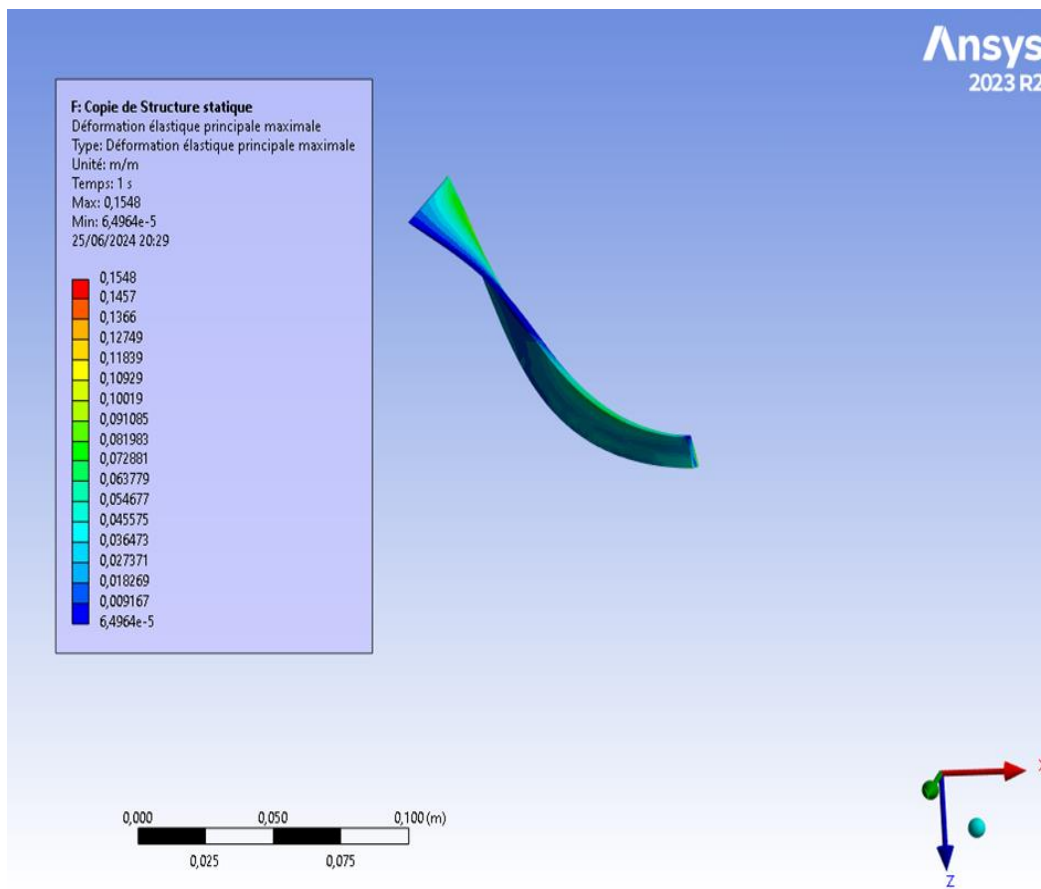 Ansys
2023 R2
F: Copie de Structure statique
Déformation élastique principale maximale
Type: Déformation élastique principale maximale
Unité: m/m
Temps: 1 s
Max: 0,1548
Min: 6,4964e-5
25/06/2024 20:29
0,1548
0,1457
0,1366
0,12749
0,11839
0,10929
0,10019
0,091085
0,081983
0,072881
0,063779
0,054677
0,045575
0,036473
0,027371
0,018269
0,009167
6,4964e-5
X
Z
0,000 0,050 0,100 (m)
0,025 0,075